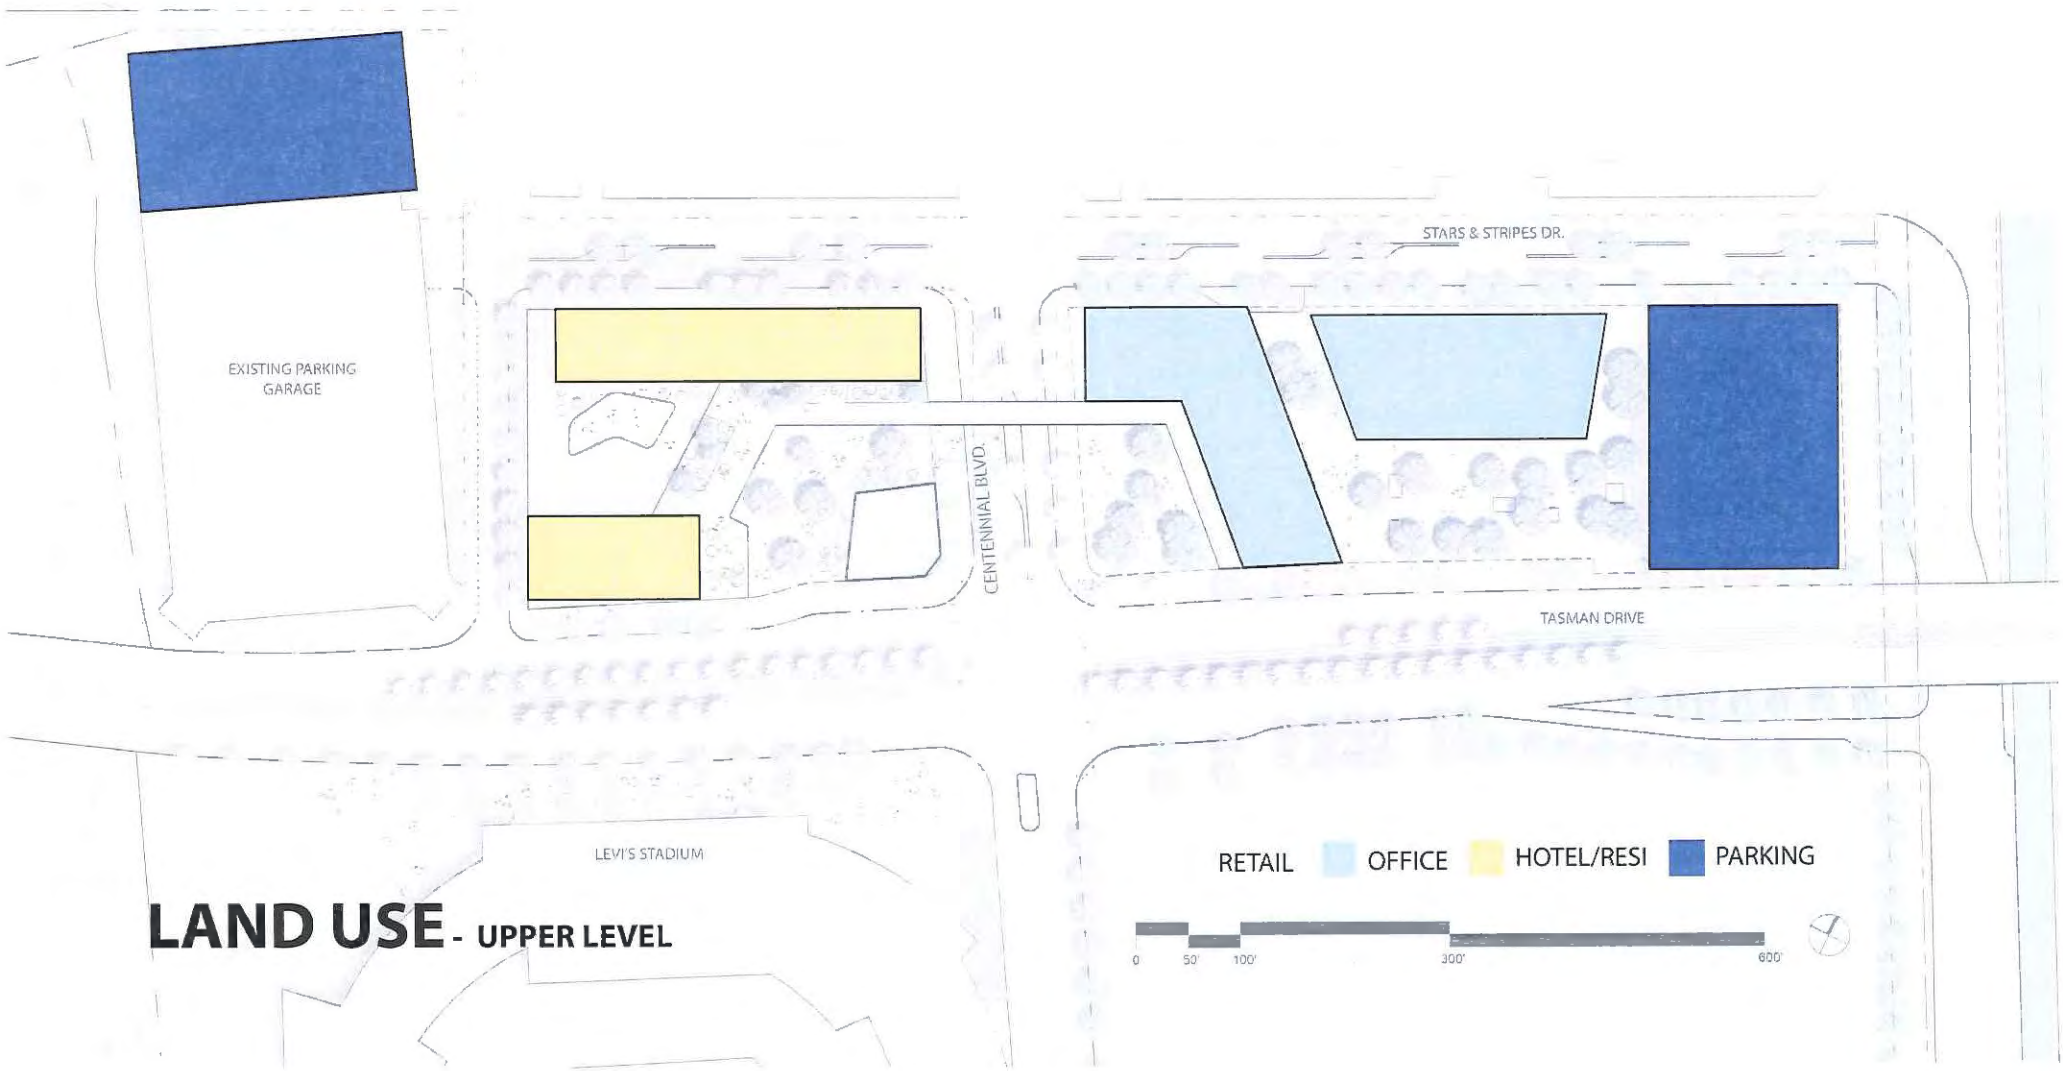 STARS & STRIPES DR.
EXISTING PARKING
GARAGE
CENTENNIAL BLVD.
TASMAN DRIVE
LEVI'S STADIUM
RETAIL OFFICE HOTEL/RESI PARKING
LAND USE - UPPER LEVEL
0 50' 100' 300' 600'